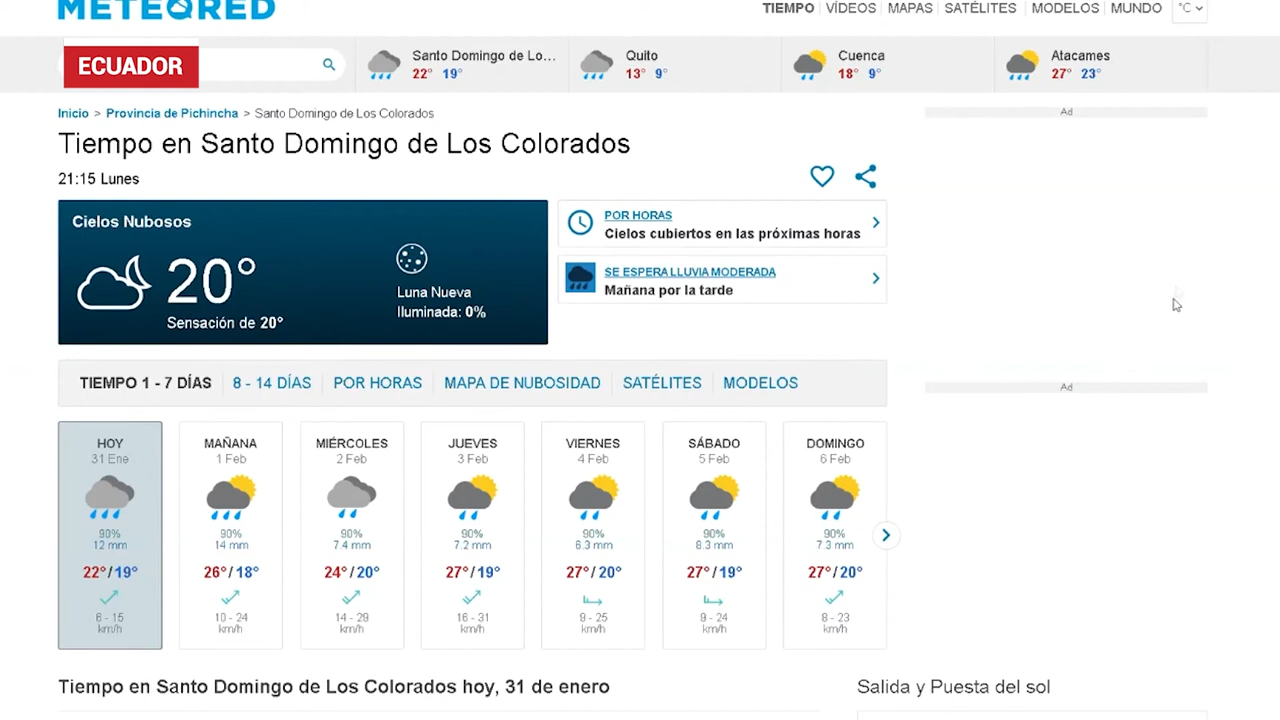 METEORED
TIEMPO VÍDEOS MAPAS SATÉLITES MODELOS MUNDO °C
ECUADOR
Santo Domingo de Lo...
22° 19°
Quito
13° 9°
Cuenca
18° 9°
Atacames
27° 23°
Inicio > Provincia de Pichincha > Santo Domingo de Los Colorados
Ad
Tiempo en Santo Domingo de Los Colorados
21:15 Lunes
Cielos Nubosos
20°
Sensación de 20°
Luna Nueva
Iluminada: 0%
POR HORAS
Cielos cubiertos en las próximas horas
SE ESPERA LLUVIA MODERADA
Mañana por la tarde
TIEMPO 1 - 7 DÍAS 8 - 14 DÍAS POR HORAS MAPA DE NUBOSIDAD SATÉLITES MODELOS
Ad
HOY
31 Ene
90%
12 mm
22°/19°
6 - 15
km/h
MAÑANA
1 Feb
90%
14 mm
26°/18°
10 - 24
km/h
MIÉRCOLES
2 Feb
90%
7.4 mm
24°/20°
14 - 29
km/h
JUEVES
3 Feb
90%
7.2 mm
27°/19°
16 - 31
km/h
VIERNES
4 Feb
90%
6.3 mm
27°/20°
9 - 25
km/h
SÁBADO
5 Feb
90%
8.3 mm
27°/19°
9 - 24
km/h
DOMINGO
6 Feb
90%
7.3 mm
27°/20°
8 - 23
km/h
Tiempo en Santo Domingo de Los Colorados hoy, 31 de enero
Salida y Puesta del sol